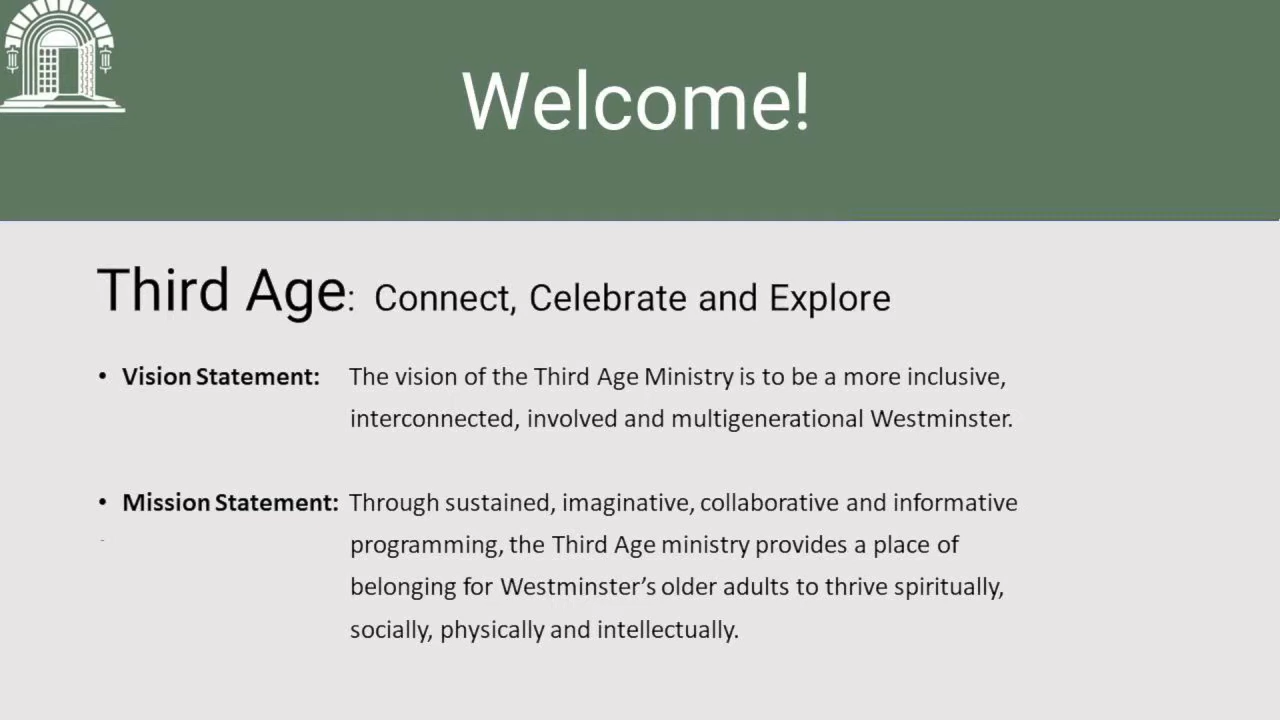 Welcome!
Third Age: Connect, Celebrate and Explore
• Vision Statement: The vision of the Third Age Ministry is to be a more inclusive,
interconnected, involved and multigenerational Westminster.
• Mission Statement: Through sustained, imaginative, collaborative and informative
programming, the Third Age ministry provides a place of
belonging for Westminster’s older adults to thrive spiritually,
socially, physically and intellectually.